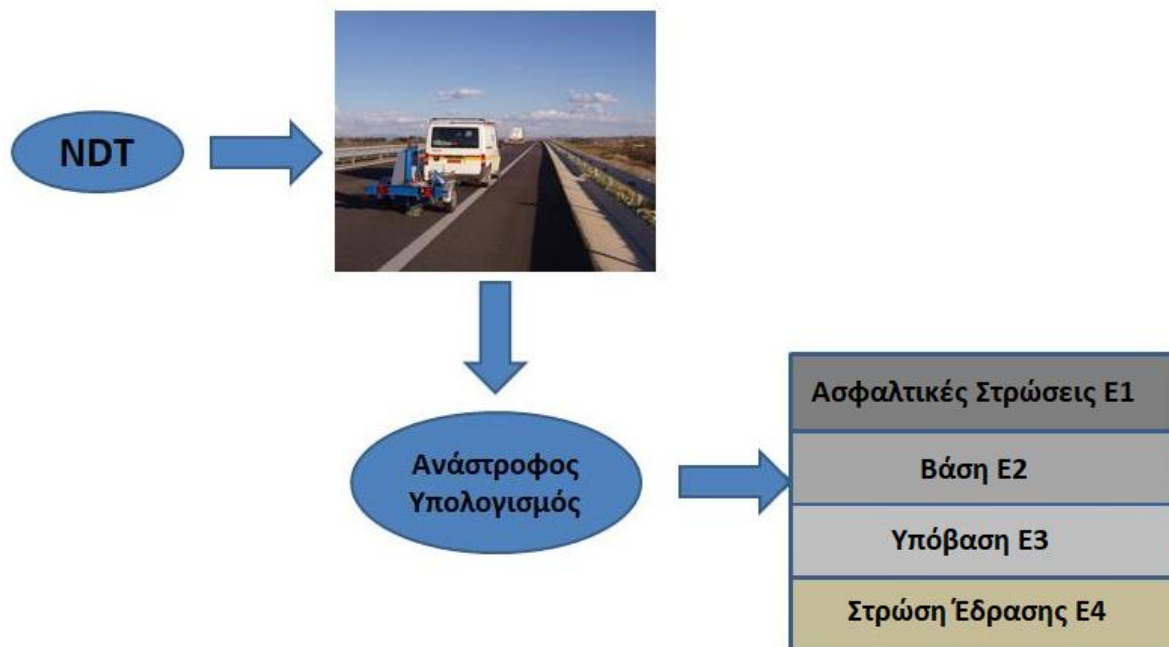 NDT
Ανάστροφος
Υπολογισμός
Ασφαλτικές Στρώσεις Ε1
Βάση Ε2
Υπόβαση Ε3
Στρώση Έδρασης Ε4